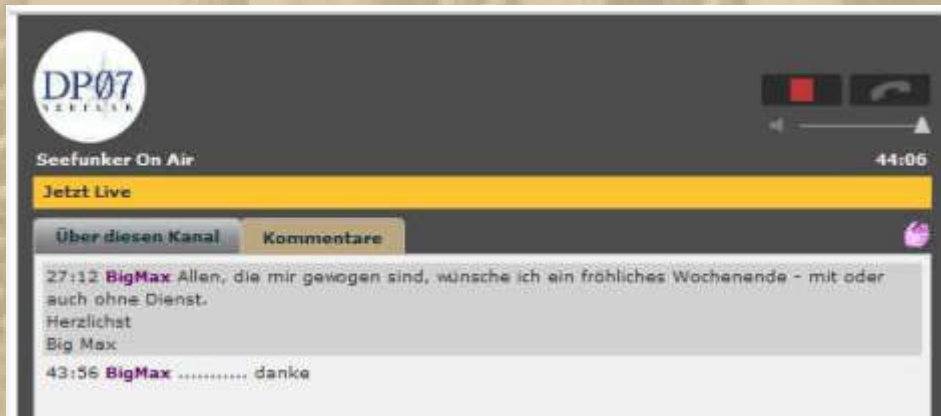 DP07
SEEFUNK
Seefunker On Air
44:06
Jetzt Live
Über diesen Kanal
Kommentare
27:12 BigMax Allen, die mir gewogen sind, wünsche ich ein fröhliches Wochenende - mit oder
auch ohne Dienst.
Herzlichst
Big Max
43:56 BigMax ........... danke